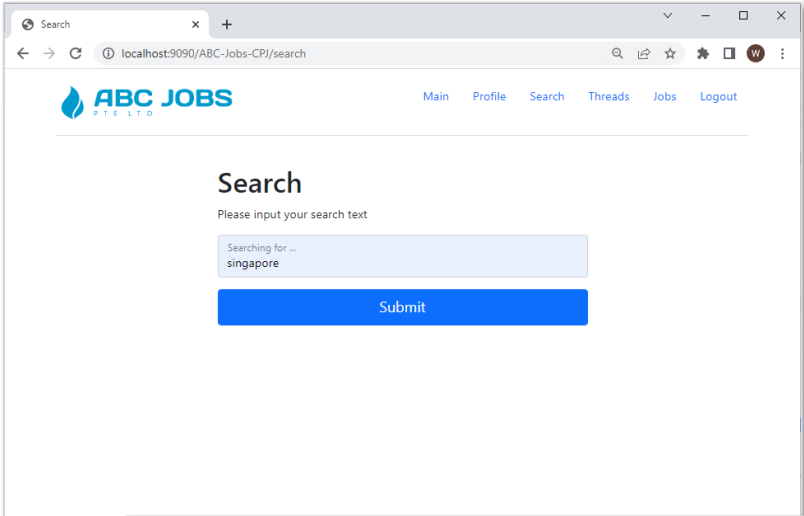 Search
localhost:9090/ABC-Jobs-CPJ/search
W
ABC JOBS
PTE LTD
Main Profile Search Threads Jobs Logout
Search
Please input your search text
Searching for ...
singapore
Submit